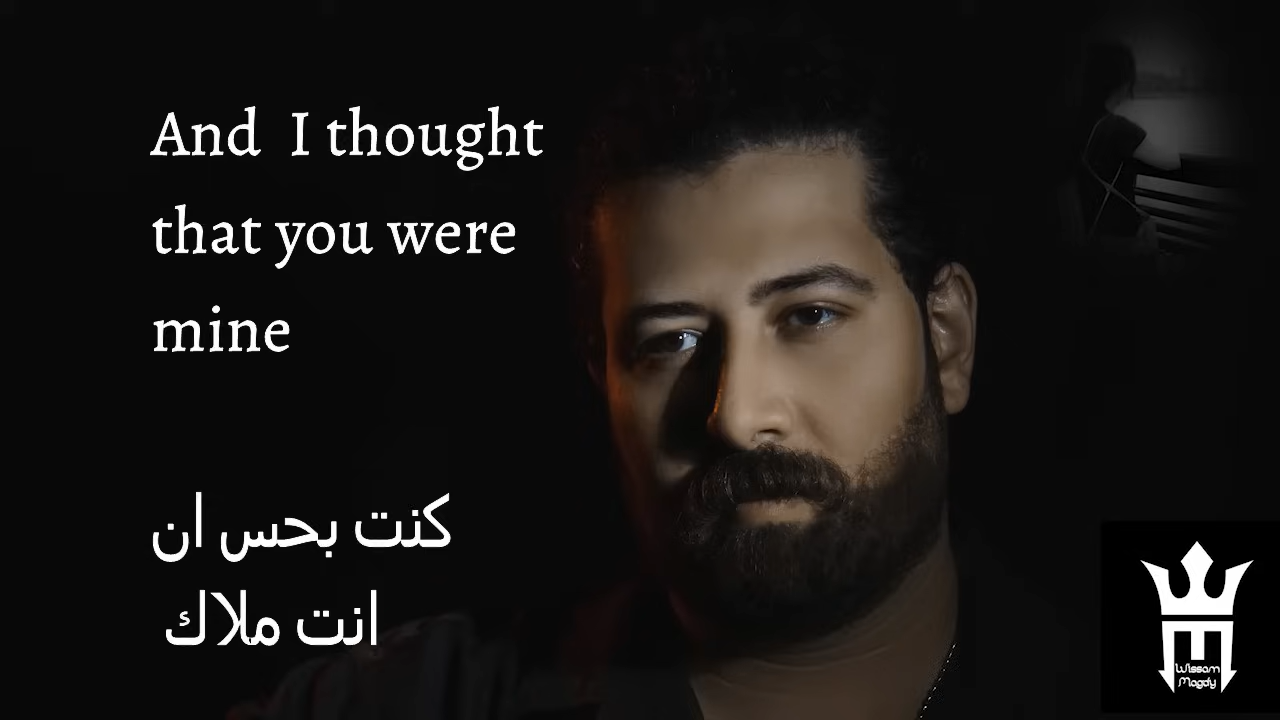 And I thought
that you were
mine
كنت بحس ان
انت ملاك
Wissam
Magdy